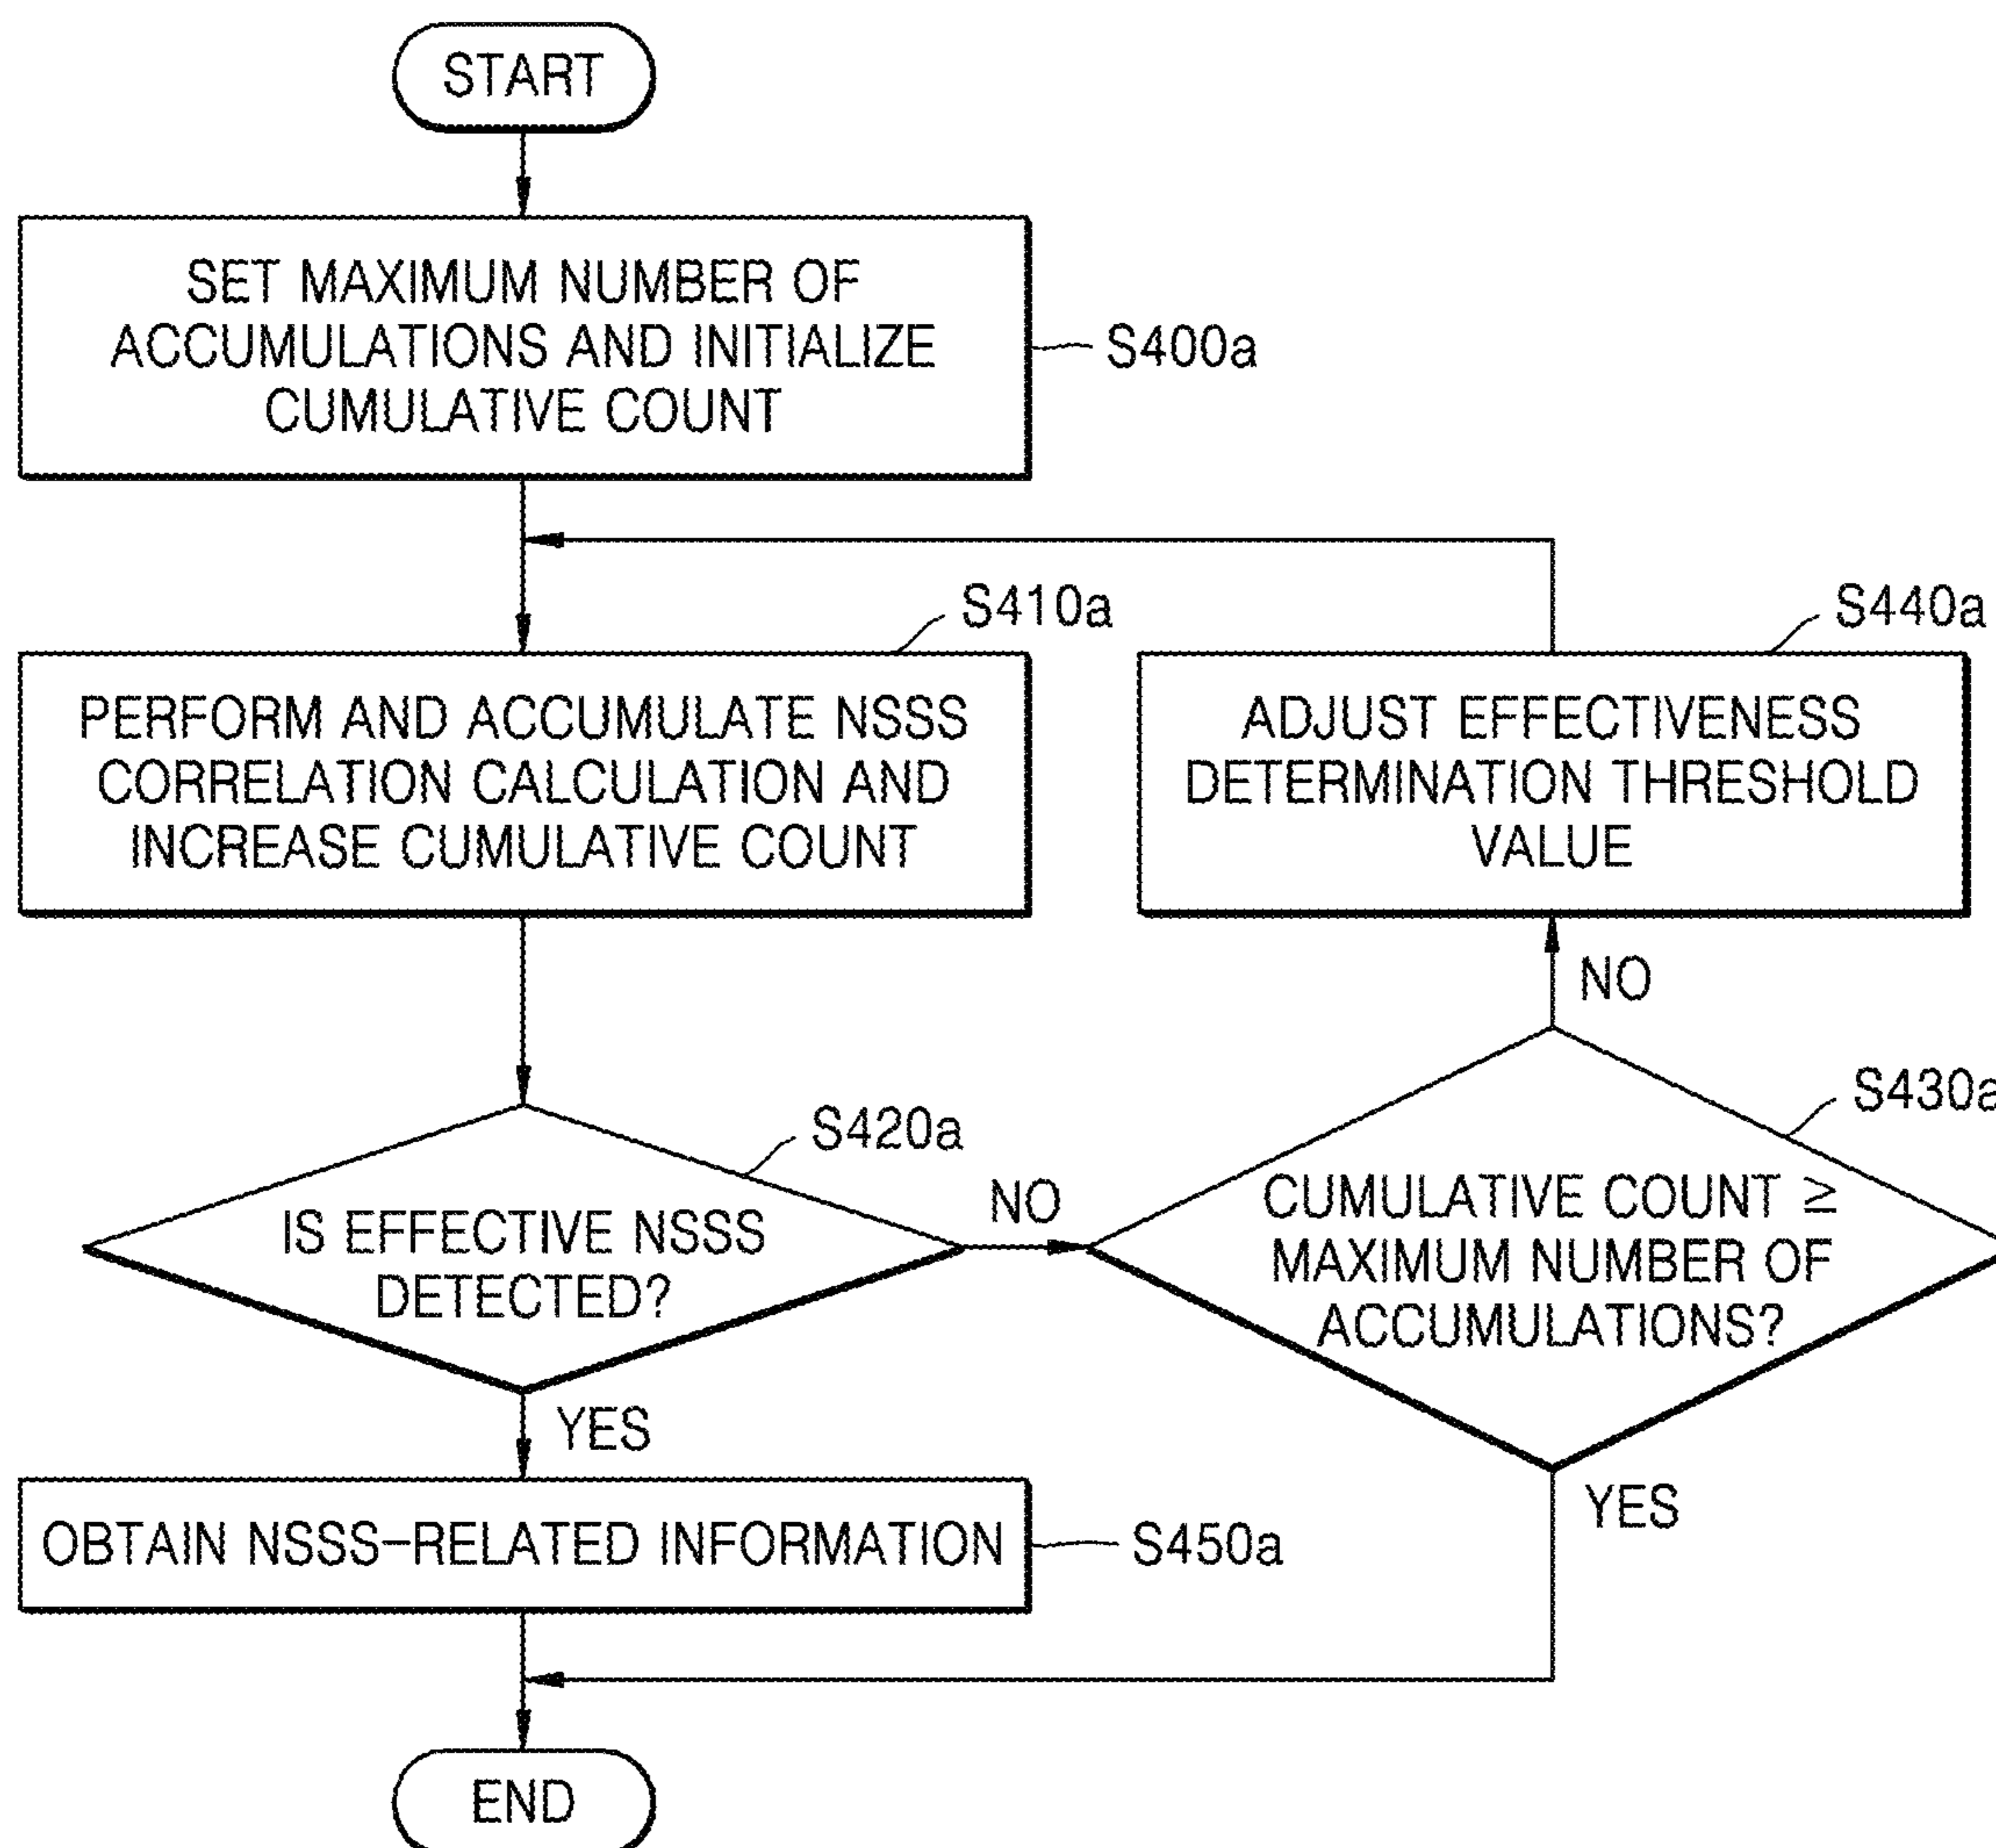 START
SET MAXIMUM NUMBER OF
ACCUMULATIONS AND INITIALIZE
CUMULATIVE COUNT
S400a
S410a
PERFORM AND ACCUMULATE NSSS
CORRELATION CALCULATION AND
INCREASE CUMULATIVE COUNT
S440a
ADJUST EFFECTIVENESS
DETERMINATION THRESHOLD
VALUE
NO
S420a
IS EFFECTIVE NSSS
DETECTED?
NO
S430a
CUMULATIVE COUNT ≥
MAXIMUM NUMBER OF
ACCUMULATIONS?
YES
YES
OBTAIN NSSS-RELATED INFORMATION
S450a
END